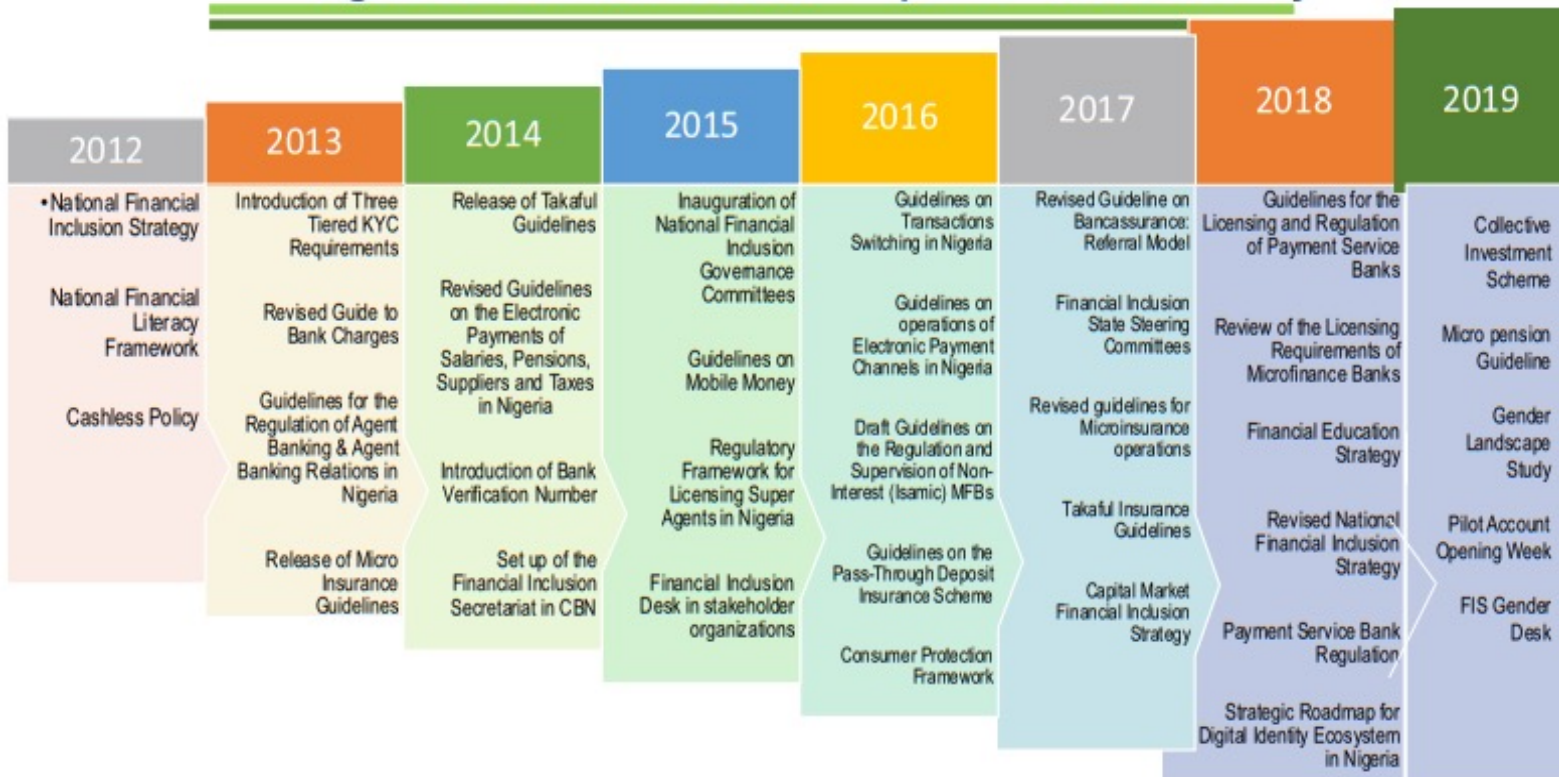 2012
•National Financial
Inclusion Strategy
National Financial
Literacy
Framework
Cashless Policy
2013
Introduction of Three
Tiered KYC
Requirements
Revised Guide to
Bank Charges
Guidelines for the
Regulation of Agent
Banking & Agent
Banking Relations in
Nigeria
Release of Micro
Insurance
Guidelines
2014
Release of Takaful
Guidelines
Revised Guidelines
on the Electronic
Payments of
Salaries, Pensions,
Suppliers and Taxes
in Nigeria
Introduction of Bank
Verification Number
Set up of the
Financial Inclusion
Secretariat in CBN
2015
Inauguration of
National Financial
Inclusion
Governance
Committees
Guidelines on
Mobile Money
Regulatory
Framework for
Licensing Super
Agents in Nigeria
Financial Inclusion
Desk in stakeholder
organizations
2016
Guidelines on
Transactions
Switching in Nigeria
Guidelines on
operations of
Electronic Payment
Channels in Nigeria
Draft Guidelines on
the Regulation and
Supervision of Non-
Interest (Isamic) MFBs
Guidelines on the
Pass-Through Deposit
Insurance Scheme
Consumer Protection
Framework
2017
Revised Guideline on
Bancassurance:
Referral Model
Financial Inclusion
State Steering
Committees
Revised guidelines for
Microinsurance
operations
Takaful Insurance
Guidelines
Capital Market
Financial Inclusion
Strategy
2018
Guidelines for the
Licensing and Regulation
of Payment Service
Banks
Review of the Licensing
Requirements of
Microfinance Banks
Financial Education
Strategy
Revised National
Financial Inclusion
Strategy
Payment Service Bank
Regulation
Strategic Roadmap for
Digital Identity Ecosystem
in Nigeria
2019
Collective
Investment
Scheme
Micro pension
Guideline
Gender
Landscape
Study
Pilot Account
Opening Week
FIS Gender
Desk